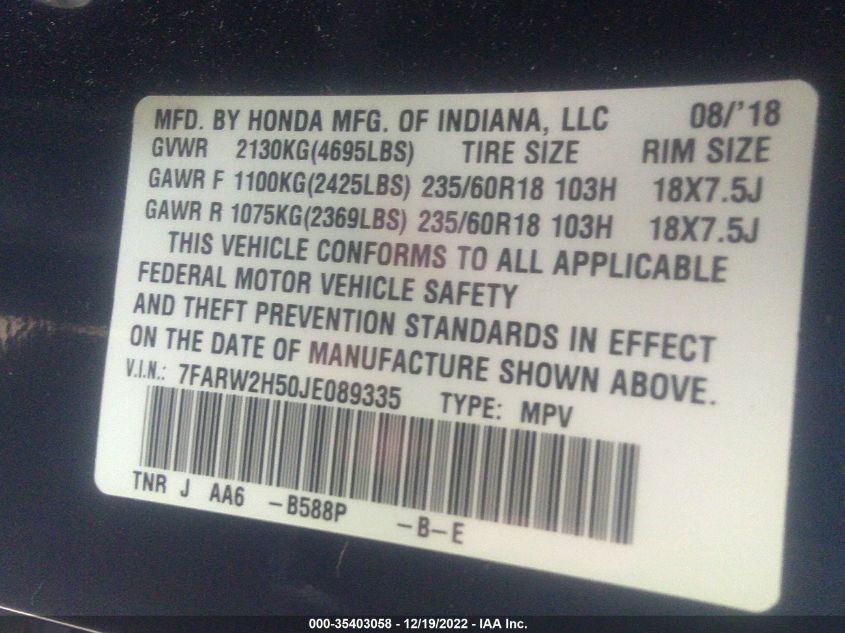 MFD. BY HONDA MFG. OF INDIANA, LLC 08/'18
GVWR 2130KG(4695LBS) TIRE SIZE RIM SIZE
GAWR F 1100KG(2425LBS) 235/60R18 103H 18X7.5J
GAWR R 1075KG(2369LBS) 235/60R18 103H 18X7.5J
THIS VEHICLE CONFORMS TO ALL APPLICABLE
FEDERAL MOTOR VEHICLE SAFETY
AND THEFT PREVENTION STANDARDS IN EFFECT
ON THE DATE OF MANUFACTURE SHOWN ABOVE.
V.I.N.: 7FARW2H50JE089335 TYPE: MPV
TNR J AA6 -B588P -B-E
000-35403058 - 12/19/2022 - IAA Inc.